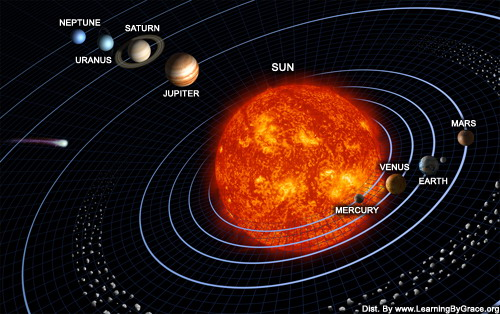 NEPTUNE
SATURN
URANUS
JUPITER
SUN
MARS
VENUS
EARTH
MERCURY
Dist. By www.LearningByGrace.org